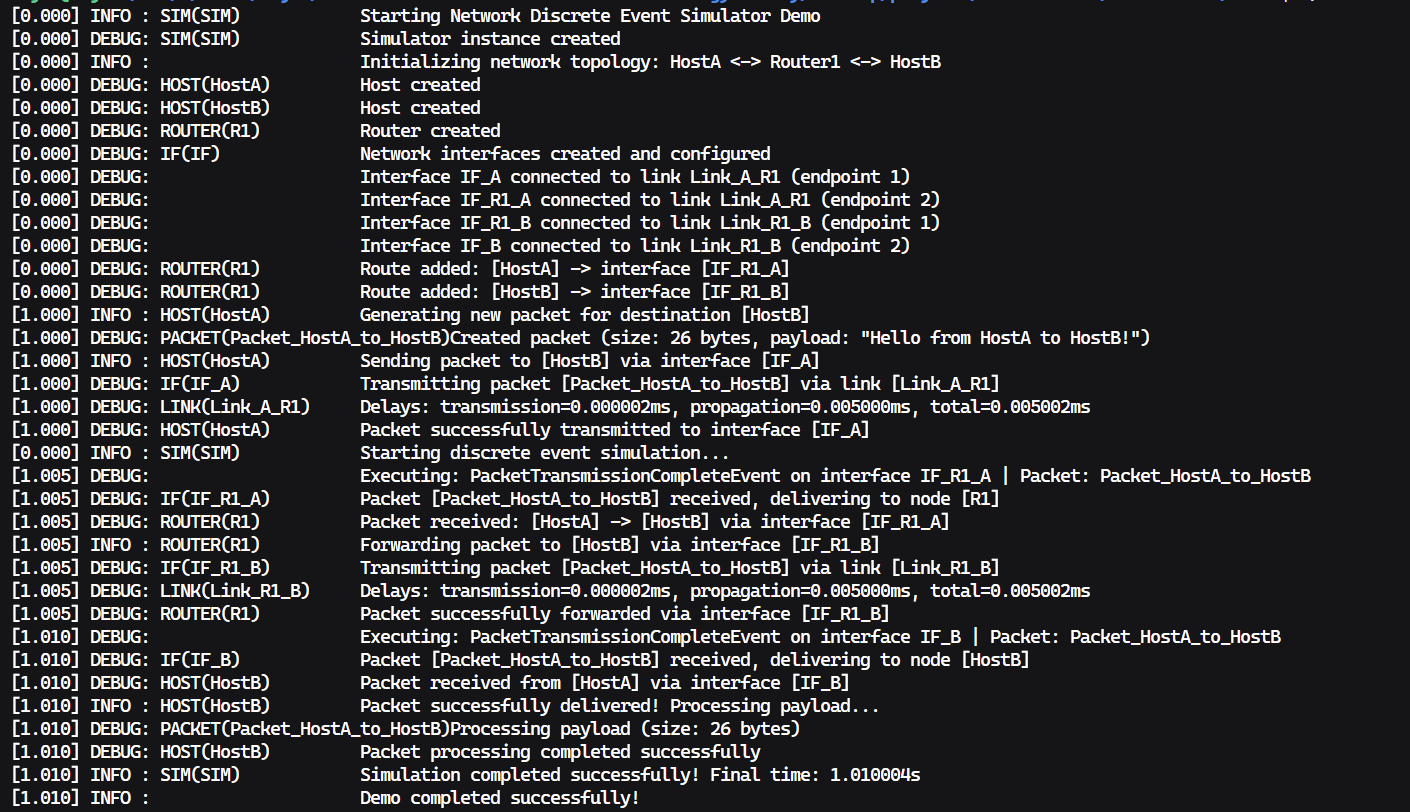 [0.000] INFO : SIM(SIM)            Starting Network Discrete Event Simulator Demo
[0.000] DEBUG: SIM(SIM)            Simulator instance created
[0.000] INFO :                     Initializing network topology: HostA <-> Router1 <-> HostB
[0.000] DEBUG: HOST(HostA)         Host created
[0.000] DEBUG: HOST(HostB)         Host created
[0.000] DEBUG: ROUTER(R1)          Router created
[0.000] DEBUG: IF(IF)              Network interfaces created and configured
[0.000] DEBUG:                     Interface IF_A connected to link Link_A_R1 (endpoint 1)
[0.000] DEBUG:                     Interface IF_R1_A connected to link Link_A_R1 (endpoint 2)
[0.000] DEBUG:                     Interface IF_R1_B connected to link Link_R1_B (endpoint 1)
[0.000] DEBUG:                     Interface IF_B connected to link Link_R1_B (endpoint 2)
[0.000] DEBUG: ROUTER(R1)          Route added: [HostA] -> interface [IF_R1_A]
[0.000] DEBUG: ROUTER(R1)          Route added: [HostB] -> interface [IF_R1_B]
[1.000] INFO : HOST(HostA)         Generating new packet for destination [HostB]
[1.000] DEBUG: PACKET(Packet_HostA_to_HostB)Created packet (size: 26 bytes, payload: "Hello from HostA to HostB!")
[1.000] INFO : HOST(HostA)         Sending packet to [HostB] via interface [IF_A]
[1.000] DEBUG: IF(IF_A)            Transmitting packet [Packet_HostA_to_HostB] via link [Link_A_R1]
[1.000] DEBUG: LINK(Link_A_R1)     Delays: transmission=0.000002ms, propagation=0.005000ms, total=0.005002ms
[1.000] DEBUG: HOST(HostA)         Packet successfully transmitted to interface [IF_A]
[0.000] INFO : SIM(SIM)            Starting discrete event simulation...
[1.005] DEBUG:                     Executing: PacketTransmissionCompleteEvent on interface IF_R1_A | Packet: Packet_HostA_to_HostB
[1.005] DEBUG: IF(IF_R1_A)         Packet [Packet_HostA_to_HostB] received, delivering to node [R1]
[1.005] DEBUG: ROUTER(R1)          Packet received: [HostA] -> [HostB] via interface [IF_R1_A]
[1.005] INFO : ROUTER(R1)          Forwarding packet to [HostB] via interface [IF_R1_B]
[1.005] DEBUG: IF(IF_R1_B)         Transmitting packet [Packet_HostA_to_HostB] via link [Link_R1_B]
[1.005] DEBUG: LINK(Link_R1_B)     Delays: transmission=0.000002ms, propagation=0.005000ms, total=0.005002ms
[1.005] DEBUG: ROUTER(R1)          Packet successfully forwarded via interface [IF_R1_B]
[1.010] DEBUG:                     Executing: PacketTransmissionCompleteEvent on interface IF_B | Packet: Packet_HostA_to_HostB
[1.010] DEBUG: IF(IF_B)            Packet [Packet_HostA_to_HostB] received, delivering to node [HostB]
[1.010] DEBUG: HOST(HostB)         Packet received from [HostA] via interface [IF_B]
[1.010] INFO : HOST(HostB)         Packet successfully delivered! Processing payload...
[1.010] DEBUG: PACKET(Packet_HostA_to_HostB)Processing payload (size: 26 bytes)
[1.010] DEBUG: HOST(HostB)         Packet processing completed successfully
[1.010] INFO : SIM(SIM)            Simulation completed successfully! Final time: 1.010004s
[1.010] INFO :                     Demo completed successfully!